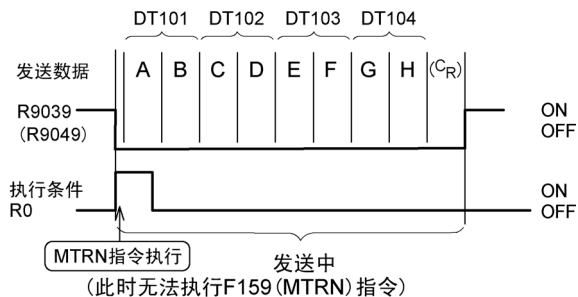 DT101 DT102 DT103 DT104
发送数据 A B C D E F G H (CR)
R9039 ON
(R9049) OFF
执行条件 ON
R0 OFF
MTRN指令执行
发送中
(此时无法执行F159(MTRN)指令)